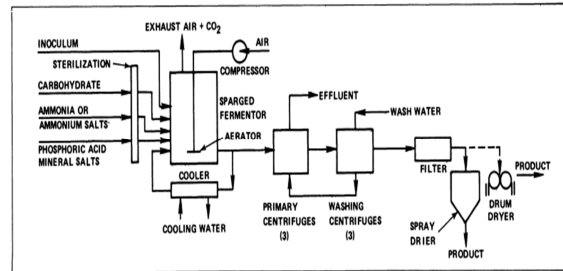 EXHAUST AIR + CO2
INOCULUM
AIR
STERILIZATION
COMPRESSOR
CARBOHYDRATE
SPARGED
FERMENTOR
EFFLUENT
WASH WATER
AMMONIA OR
AMMONIUM SALTS
AERATOR
PHOSPHORIC ACID
MINERAL SALTS
COOLER
FILTER
PRODUCT
DRUM
DRYER
COOLING WATER
PRIMARY
CENTRIFUGES
(3)
WASHING
CENTRIFUGES
(3)
SPRAY
DRIER
PRODUCT